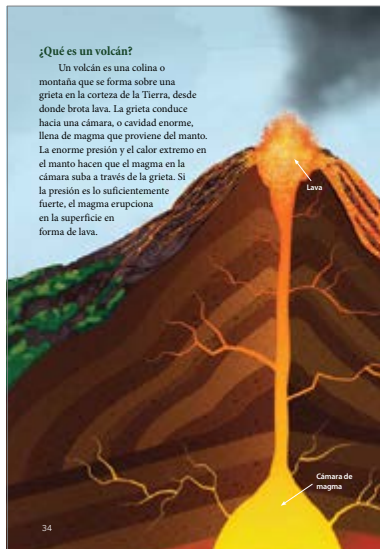 ¿Qué es un volcán?
Un volcán es una colina o
montaña que se forma sobre una
grieta en la corteza de la Tierra, desde
donde brota lava. La grieta conduce
hacia una cámara, o cavidad enorme,
llena de magma que proviene del manto.
La enorme presión y el calor extremo en
el manto hacen que el magma en la
cámara suba a través de la grieta. Si
la presión es lo suficientemente
fuerte, el magma erupciona
en la superficie en
forma de lava.
Lava
Cámara de
magma
34